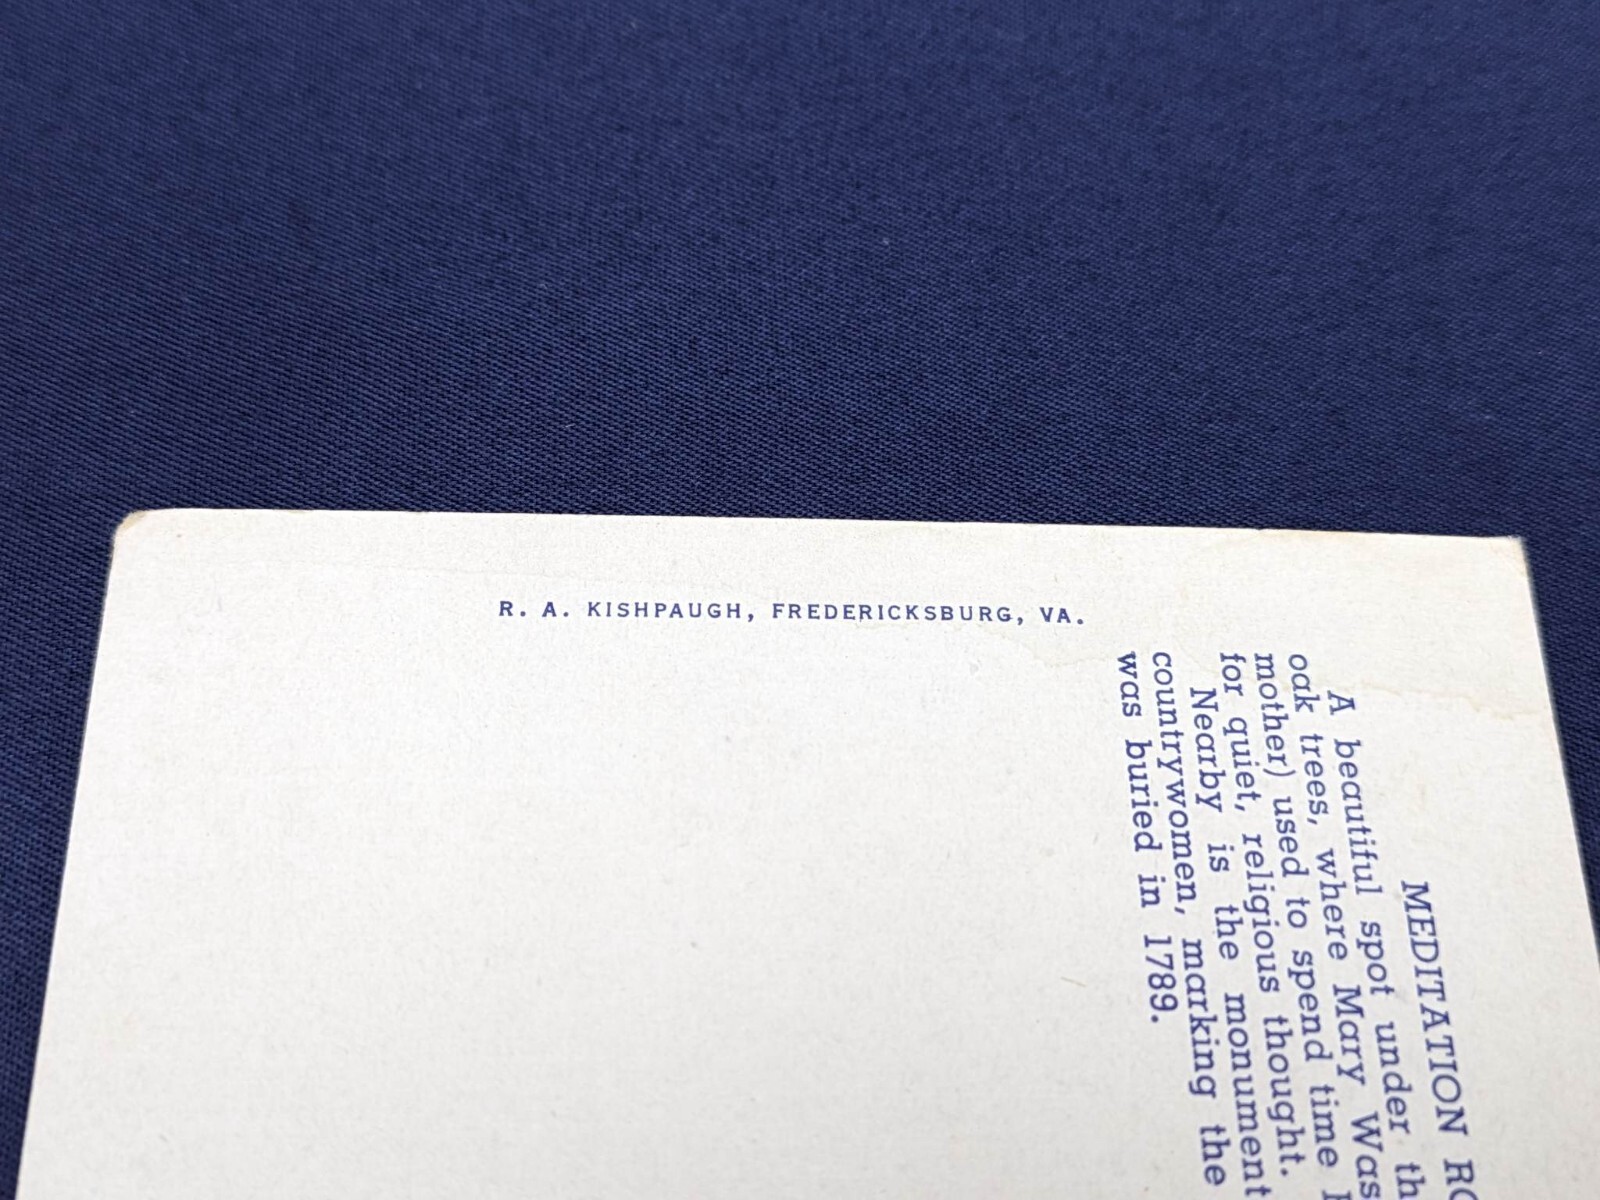 R. A. KISHPAUGH, FREDERICKSBURG, VA.
MEDITATION
A beautiful spot under
oak trees, where Mary
mother) used to spend time
for quiet, religious thought.
Nearby is the monument
countrywomen, marking the
was buried in 1789.